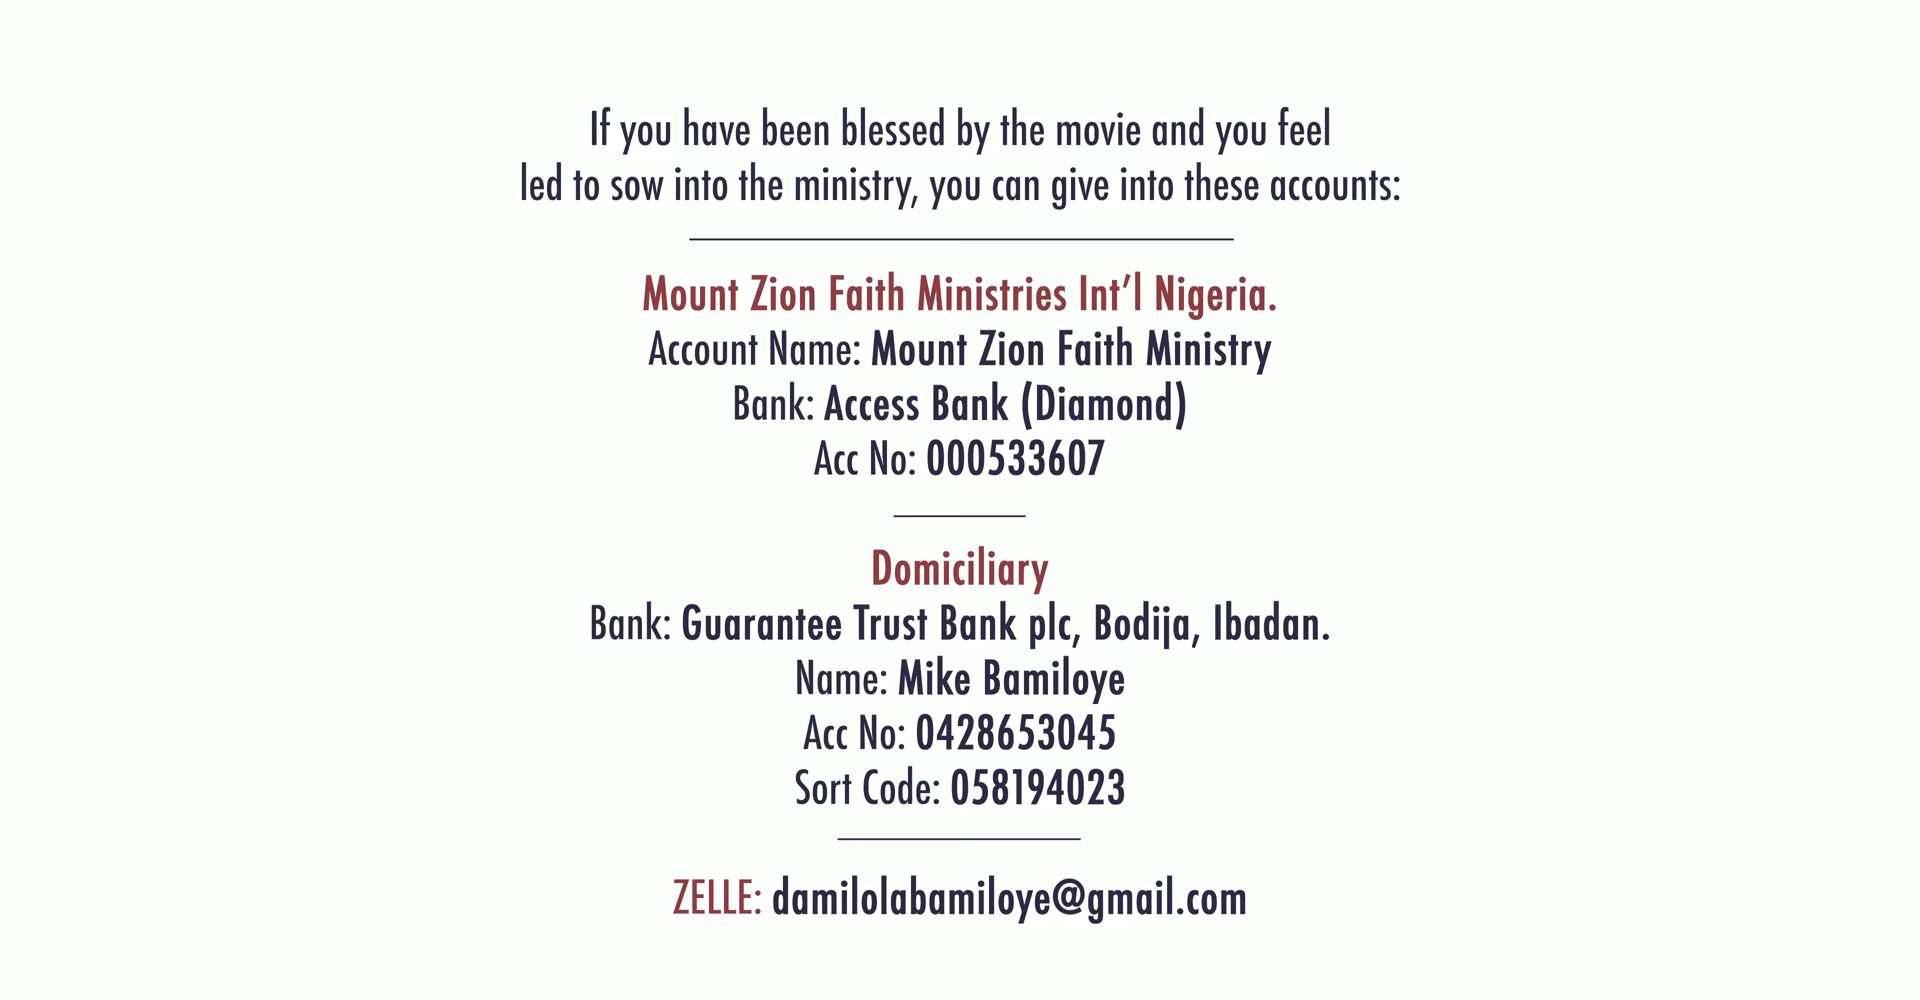 If you have been blessed by the movie and you feel
led to sow into the ministry, you can give into these accounts:
Mount Zion Faith Ministries Int’l Nigeria.
Account Name: Mount Zion Faith Ministry
Bank: Access Bank (Diamond)
Acc No: 000533607
Domiciliary
Bank: Guarantee Trust Bank plc, Bodija, Ibadan.
Name: Mike Bamiloye
Acc No: 0428653045
Sort Code: 058194023
ZELLE: damilolabamiloye@gmail.com